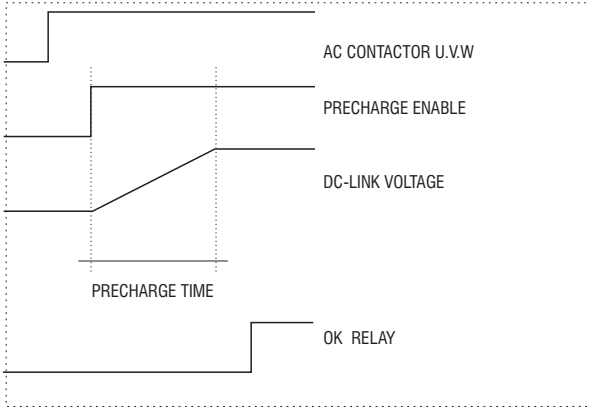 AC CONTACTOR U.V.W
PRECHARGE ENABLE
DC-LINK VOLTAGE
PRECHARGE TIME
OK RELAY